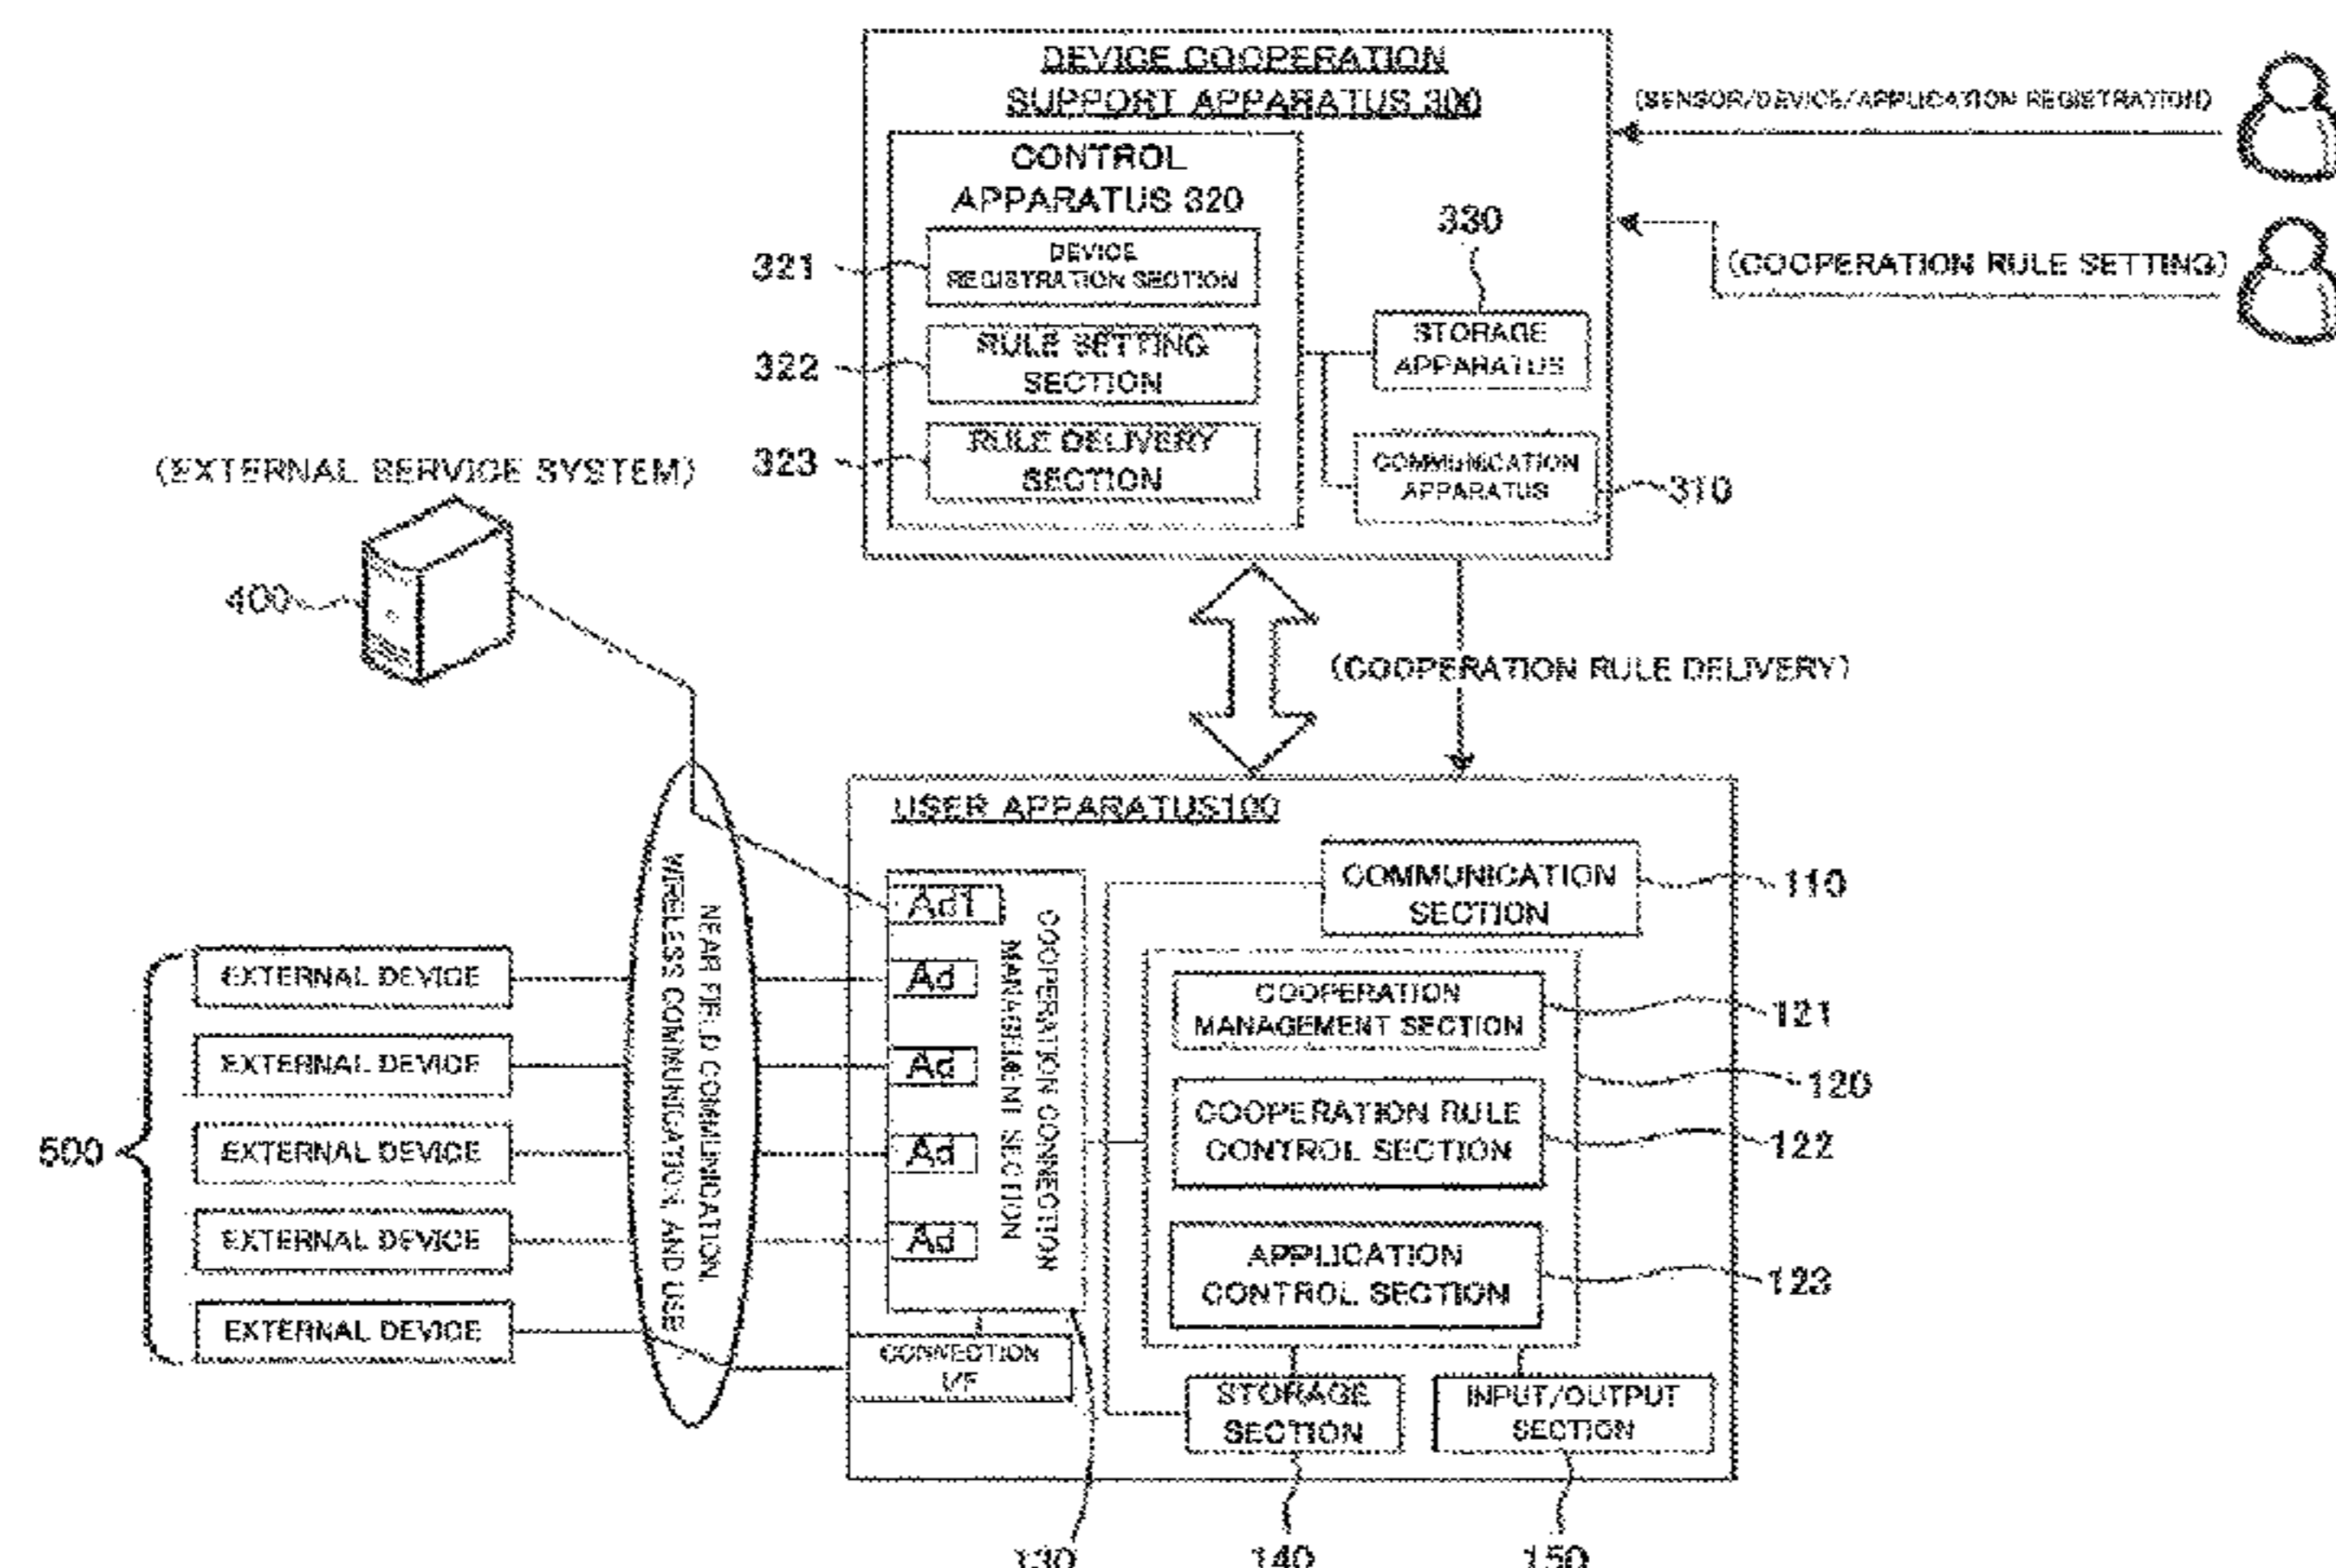 DEVICE COOPERATION
SUPPORT APPARATUS 300
(SENSOR/DEVICE/APPLICATION REGISTRATION)
CONTROL
APPARATUS 320
321
DEVICE
REGISTRATION SECTION
330
(COOPERATION RULE SETTING)
322
RULE SETTING
SECTION
STORAGE
APPARATUS
323
RULE DELIVERY
SECTION
COMMUNICATION
APPARATUS
310
(EXTERNAL SERVICE SYSTEM)
400
(COOPERATION RULE DELIVERY)
USER APPARATUS100
COMMUNICATION
SECTION
110
NEAR FIELD COMMUNICATION,
WIRELESS COMMUNICATION, AND USB
Ad1
Ad
Ad
Ad
Ad
COOPERATION CONNECTION
MANAGEMENT SECTION
500
EXTERNAL DEVICE
EXTERNAL DEVICE
EXTERNAL DEVICE
EXTERNAL DEVICE
EXTERNAL DEVICE
COOPERATION
MANAGEMENT SECTION
121
120
COOPERATION RULE
CONTROL SECTION
122
APPLICATION
CONTROL SECTION
123
CONNECTION
I/F
STORAGE
SECTION
INPUT/OUTPUT
SECTION
130
140
150